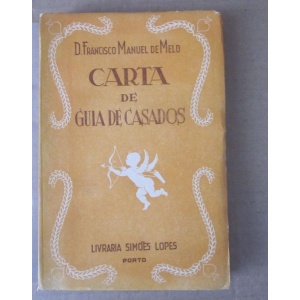 D. FRANCISCO MANUEL DE MELO
CARTA
DE
GUIA DE CASADOS
LIVRARIA SIMÕES LOPES
PORTO